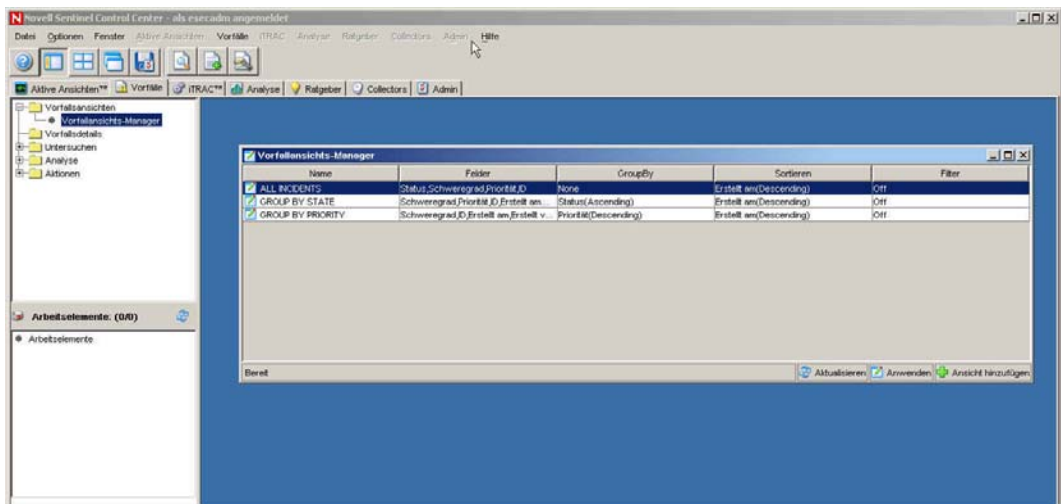 Novell Sentinel Control Center - als esecadm angemeldet
Datei Optionen Fenster Aktive Ansichten Vorfälle iTRAC Analyse Ratgeber Collectors Admin Hilfe
Aktive Ansichten™ Vorfälle iTRAC™ Analyse Ratgeber Collectors Admin
Vorfallsansichten
Vorfallansichts-Manager
Vorfallsdetails
Untersuchen
Analyse
Aktionen
Vorfallansichts-Manager
Name Felder GroupBy Sortieren Filter
ALL INCIDENTS Status,Schweregrad,Priorität,ID None Erstellt am(Descending) Off
GROUP BY STATE Schweregrad,Priorität,ID,Erstellt am... Status(Ascending) Erstellt am(Descending) Off
GROUP BY PRIORITY Schweregrad,ID,Erstellt am,Erstellt v... Priorität(Descending) Erstellt am(Descending) Off
Arbeitselemente: (0/0)
Arbeitselemente
Bereit Aktualisieren Anwenden Ansicht hinzufügen